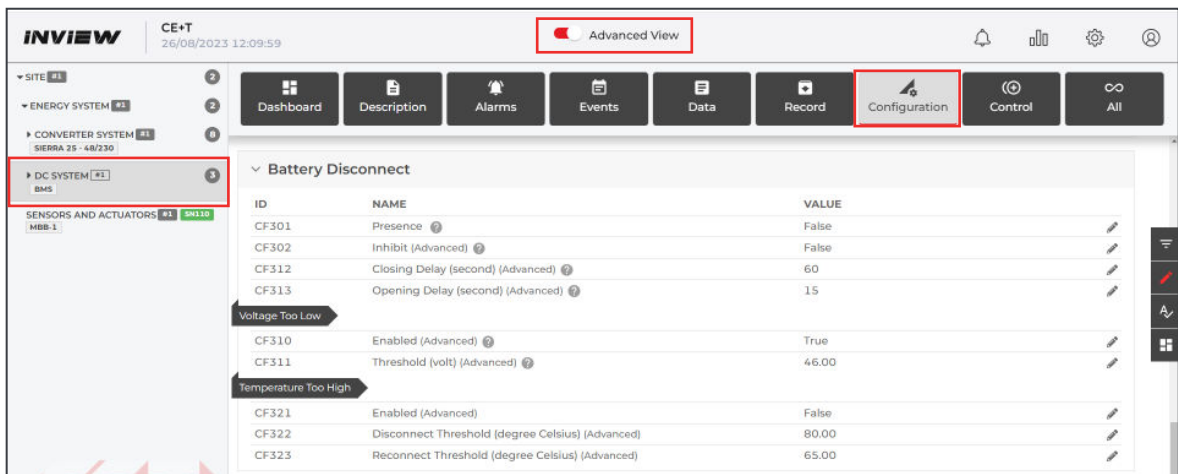 iNViEW
CE+T
26/08/2023 12:09:59
Advanced View
SITE #1 2
ENERGY SYSTEM #1 2
CONVERTER SYSTEM #1 8
SIERRA 25 - 48/230
DC SYSTEM #1 3
BMS
SENSORS AND ACTUATORS #1 SN110
MBB-1
Dashboard Description Alarms Events Data Record Configuration Control All
Battery Disconnect
ID NAME VALUE
CF301 Presence ? False
CF302 Inhibit (Advanced) ? False
CF312 Closing Delay (second) (Advanced) ? 60
CF313 Opening Delay (second) (Advanced) ? 15
Voltage Too Low
CF310 Enabled (Advanced) ? True
CF311 Threshold (volt) (Advanced) ? 46.00
Temperature Too High
CF321 Enabled (Advanced) False
CF322 Disconnect Threshold (degree Celsius) (Advanced) 80.00
CF323 Reconnect Threshold (degree Celsius) (Advanced) 65.00